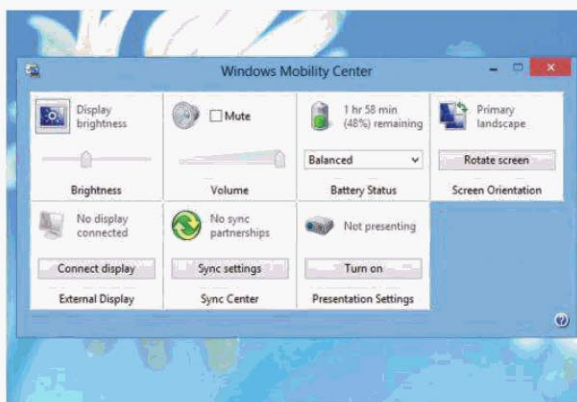 Windows Mobility Center
Display
brightness
Brightness
Mute
Volume
1 hr 58 min
(48%) remaining
Balanced
Battery Status
Primary
landscape
Rotate screen
Screen Orientation
No display
connected
Connect display
External Display
No sync
partnerships
Sync settings
Sync Center
Not presenting
Turn on
Presentation Settings